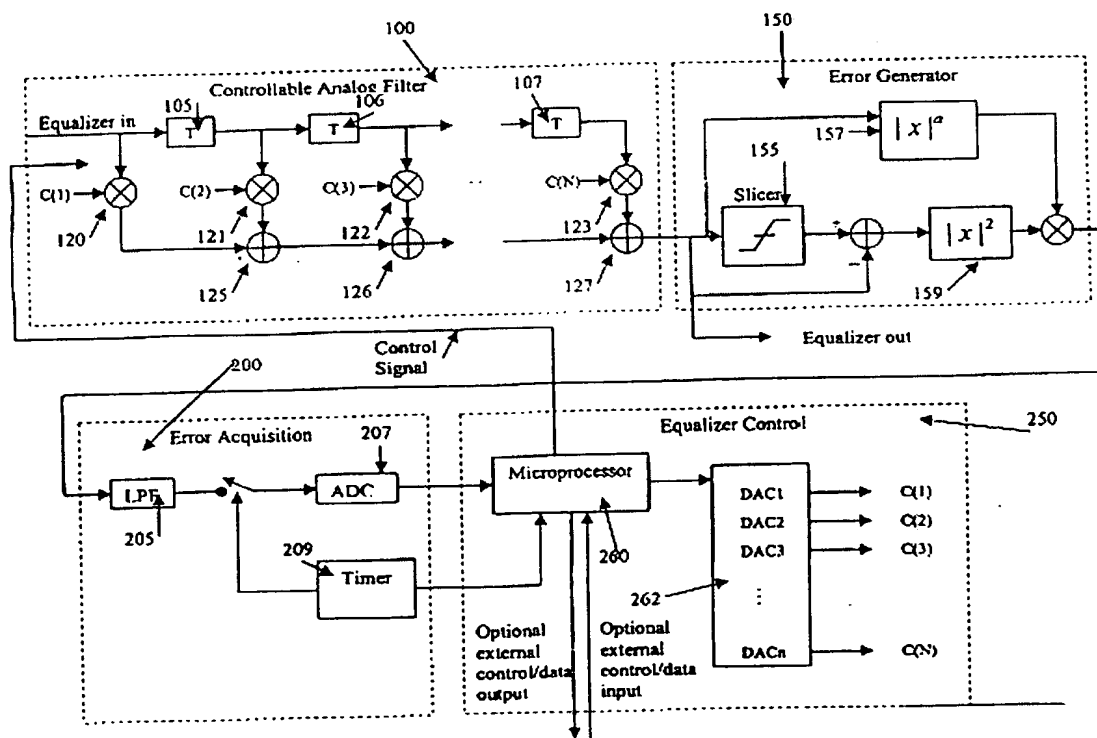 100
150
Controllable Analog Filter
Error Generator
105
106
107
Equalizer in
T
T
T
|x|^a
157
155
C(1)
C(2)
C(3)
C(N)
Slicer
120
121
122
123
+
|x|^2
−
125
126
127
159
...
Equalizer out
Control
Signal
200
250
Error Acquisition
207
Equalizer Control
Microprocessor
LPF
ADC
DAC1
C(1)
205
DAC2
C(2)
260
DAC3
C(3)
209
Timer
262
...
Optional
external
control/data
output
Optional
external
control/data
input
DACn
C(N)